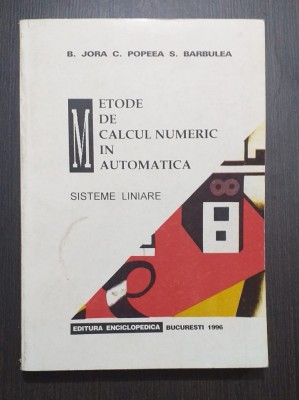 B. JORA C. POPEEA S. BARBULEA
METODE
DE
CALCUL NUMERIC
IN
AUTOMATICA
SISTEME LINIARE
EDITURA ENCICLOPEDICA BUCURESTI 1996